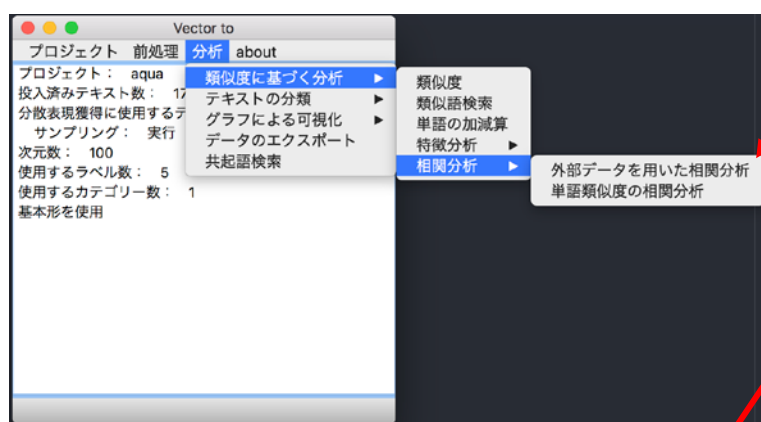 Vector to
プロジェクト 前処理 分析 about
プロジェクト： aqua
投入済みテキスト数： 17
分散表現獲得に使用するテ
サンプリング： 実行
次元数： 100
使用するラベル数： 5
使用するカテゴリー数： 1
基本形を使用
類似度に基づく分析 ▶
テキストの分類 ▶
グラフによる可視化 ▶
データのエクスポート
共起語検索
類似度
類似語検索
単語の加減算
特徴分析 ▶
相関分析 ▶
外部データを用いた相関分析
単語類似度の相関分析